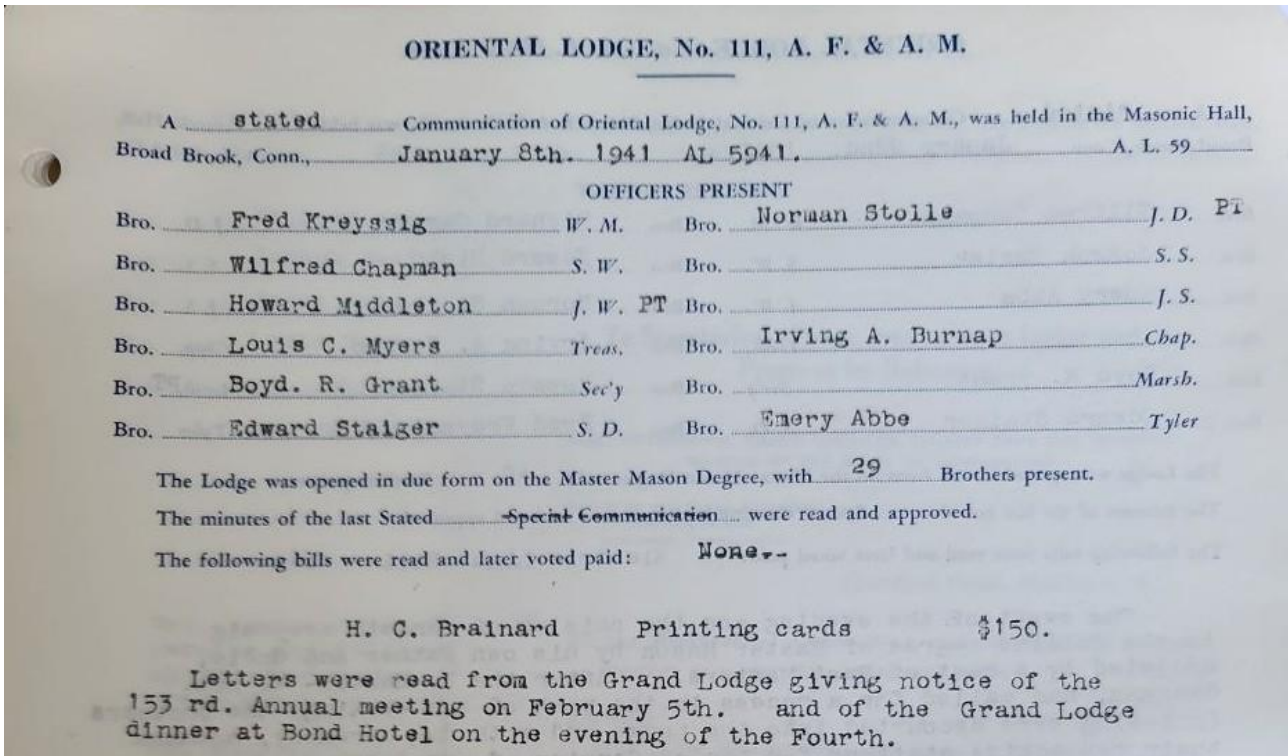 ORIENTAL LODGE, No. 111, A. F. & A. M.
A stated Communication of Oriental Lodge, No. 111, A. F. & A. M., was held in the Masonic Hall,
Broad Brook, Conn., January 8th. 1941 AL 5941. A. L. 59
OFFICERS PRESENT
Bro. Fred Kreyssig W. M. Bro. Norman Stolle J. D. PT
Bro. Wilfred Chapman S. W. Bro. S. S.
Bro. Howard Middleton J. W. PT Bro. J. S.
Bro. Louis C. Myers Treas. Bro. Irving A. Burnap Chap.
Bro. Boyd. R. Grant Sec'y Bro. Marsh.
Bro. Edward Staiger S. D. Bro. Emery Abbe Tyler
The Lodge was opened in due form on the Master Mason Degree, with 29 Brothers present.
The minutes of the last Stated Special Communication were read and approved.
The following bills were read and later voted paid: None.-
H. C. Brainard Printing cards $150.
Letters were read from the Grand Lodge giving notice of the
153 rd. Annual meeting on February 5th. and of the Grand Lodge
dinner at Bond Hotel on the evening of the Fourth.